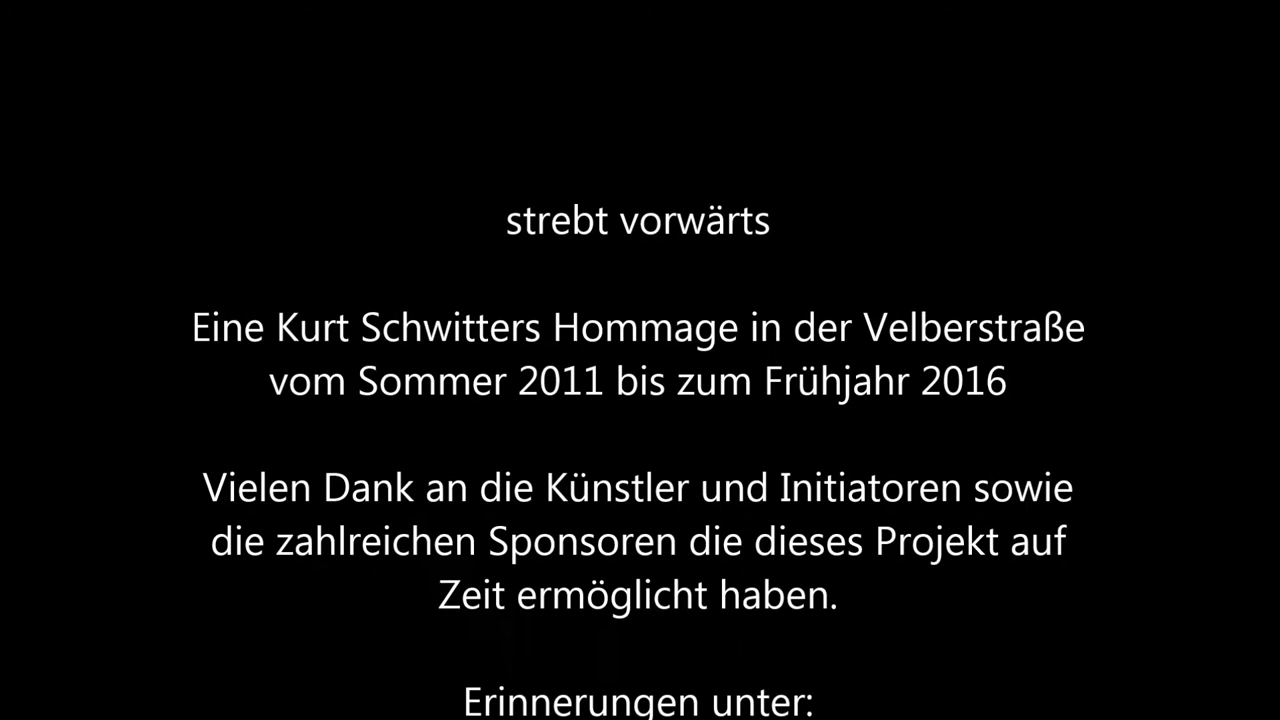 strebt vorwärts
Eine Kurt Schwitters Hommage in der Velberstraße
vom Sommer 2011 bis zum Frühjahr 2016
Vielen Dank an die Künstler und Initiatoren sowie
die zahlreichen Sponsoren die dieses Projekt auf
Zeit ermöglicht haben.
Erinnerungen unter: